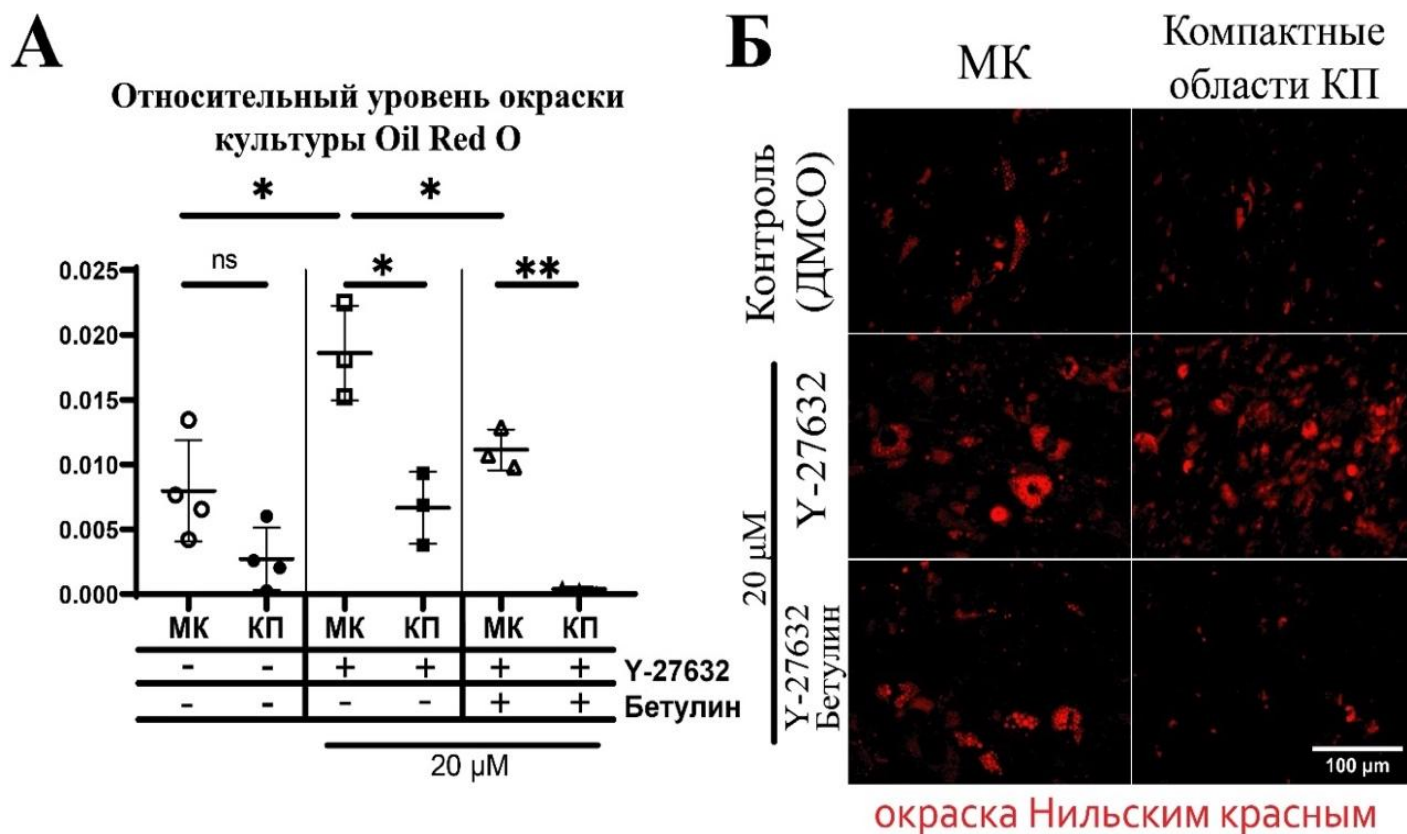 А
Относительный уровень окраски
культуры Oil Red O
* *
ns * **
0.025
0.020
0.015
0.010
0.005
0.000
МК КП МК КП МК КП
- - + + + + Y-27632
- - - - + + Бетулин
20 µM
Б
МК
Компактные
области КП
Контроль
(ДМСО)
20 µM
Y-27632
Y-27632
Бетулин
100 µm
окраска Нильским красным